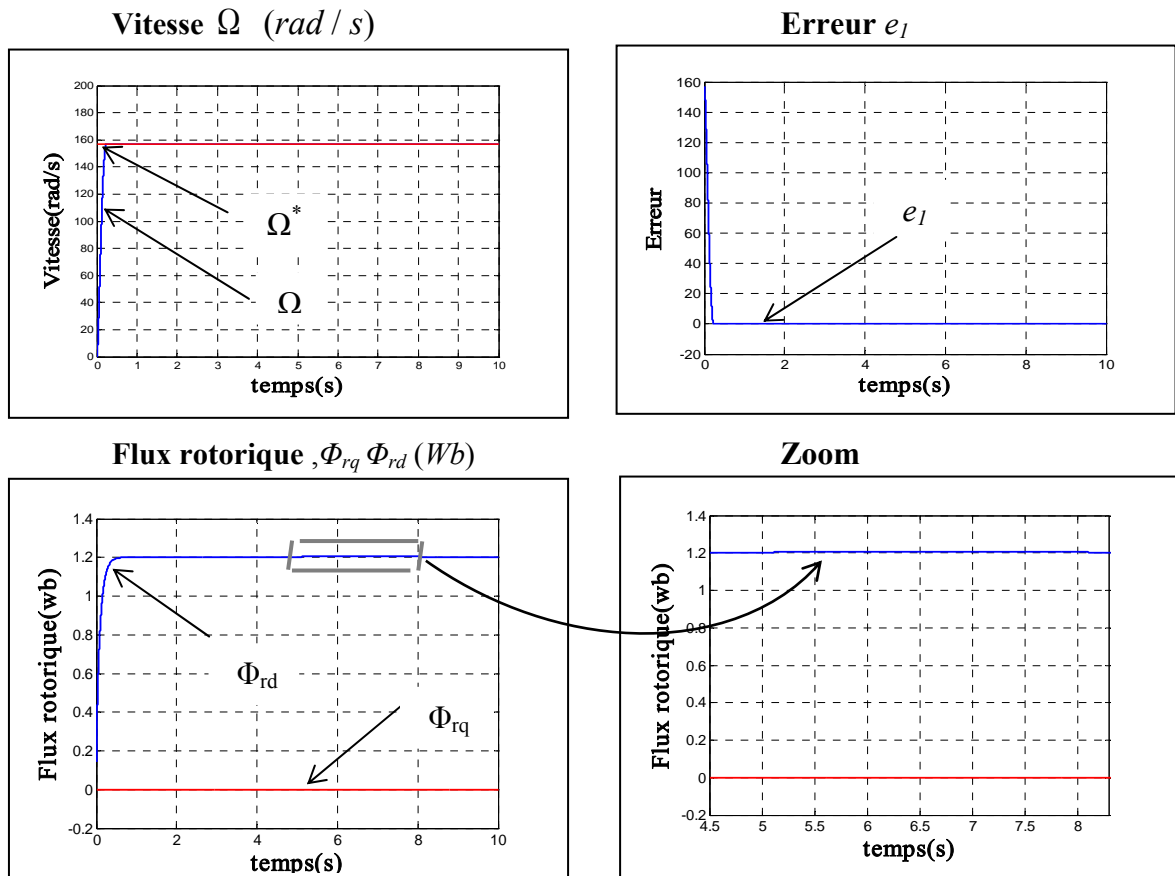 Vitesse Ω (rad / s)
200
180
160
140
120
100
80
60
40
20
0
Vitesse(rad/s)
Ω*
Ω
0 1 2 3 4 5 6 7 8 9 10
temps(s)
Erreur e1
160
140
120
100
80
60
40
20
0
-20
Erreur
e1
0 2 4 6 8 10
temps(s)
Flux rotorique ,Φrq Φrd (Wb)
1.4
1.2
1
0.8
0.6
0.4
0.2
0
-0.2
Flux rotorique(wb)
Φrd
Φrq
0 2 4 6 8 10
temps(s)
Zoom
1.4
1.2
1
0.8
0.6
0.4
0.2
0
-0.2
Flux rotorique(wb)
4.5 5 5.5 6 6.5 7 7.5 8
temps(s)